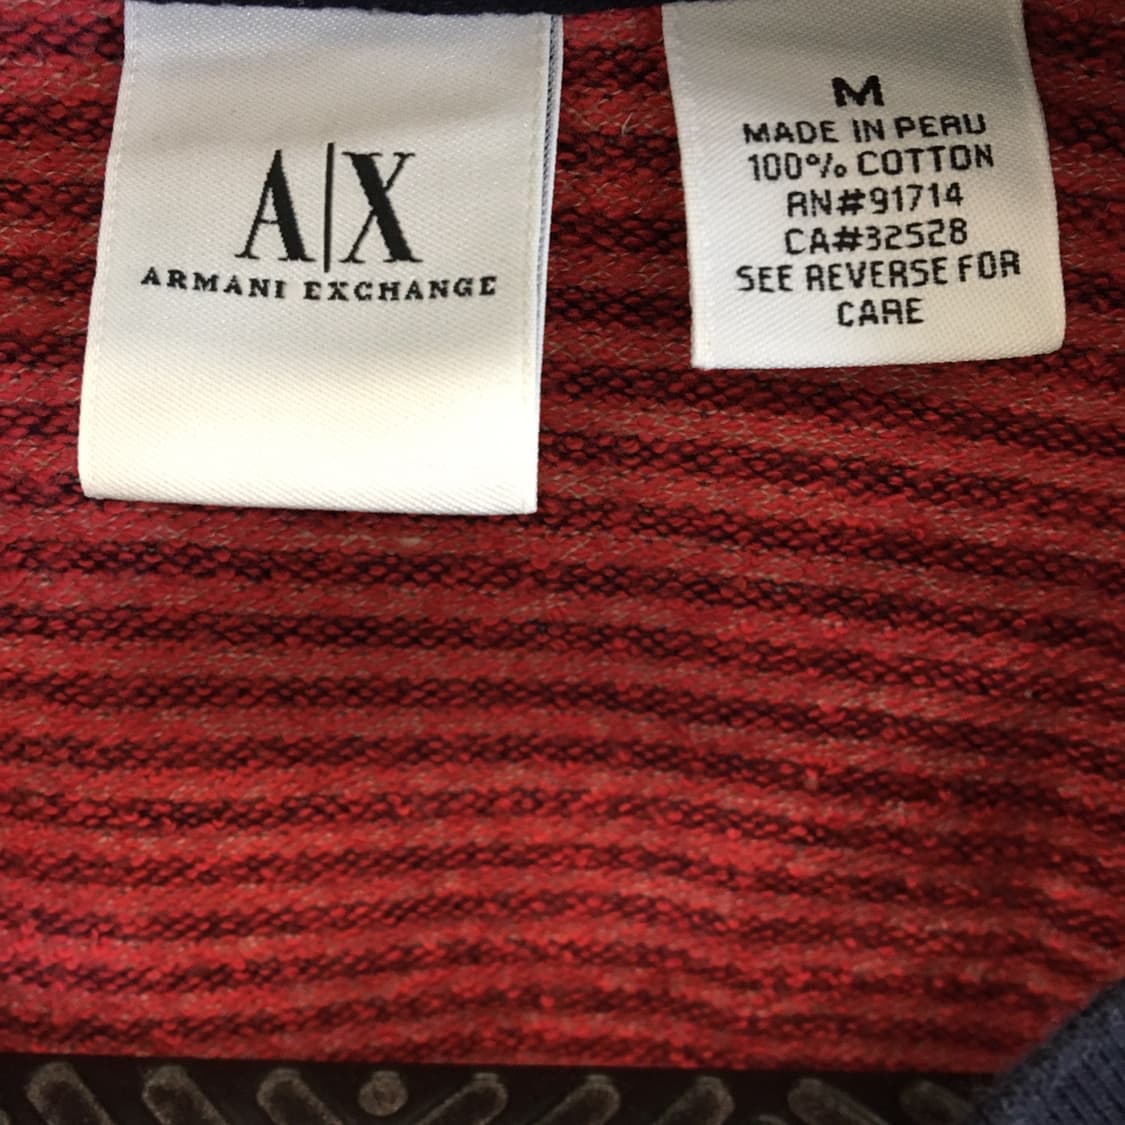 A|X
ARMANI EXCHANGE
M
MADE IN PERU
100% COTTON
RN#91714
CA#32528
SEE REVERSE FOR
CARE